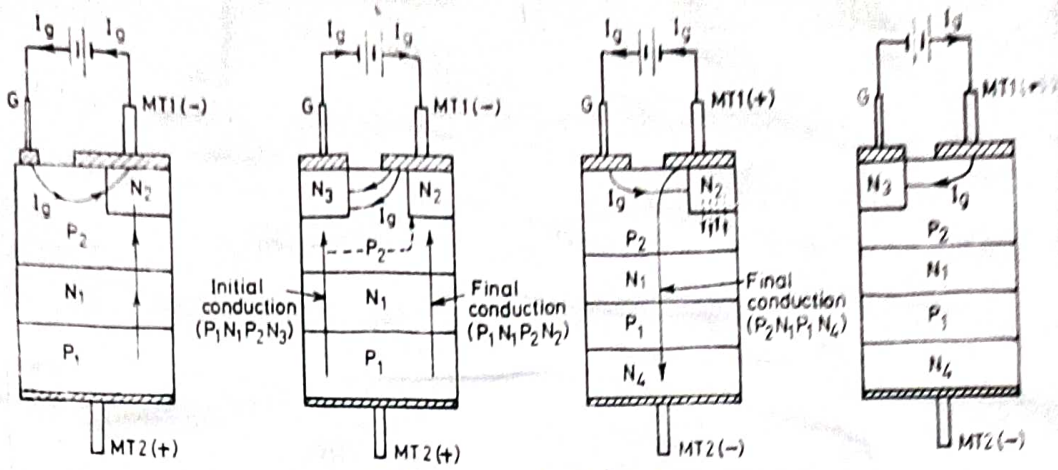 Ig Ig
G
MT1(−)
N2
Ig
P2
N1
P1
MT2(+)
Ig Ig
G
MT1(−)
N3
N2
Ig
P2
Initial
conduction
(P1N1P2N3)
N1
Final
conduction
(P1N1P2N2)
P1
MT2(+)
Ig Ig
G
MT1(+)
N2
Ig
P2
N1
Final
conduction
(P2N1P1N4)
P1
N4
MT2(−)
Ig
G
N3
Ig
P2
N1
P1
N4
MT2(−)